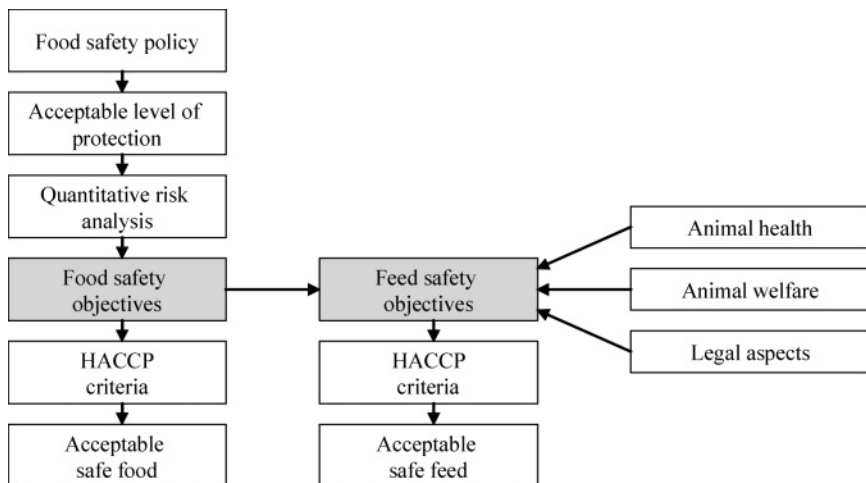 Food safety policy
Acceptable level of
protection
Quantitative risk
analysis
Food safety
objectives
HACCP
criteria
Acceptable
safe food
Feed safety
objectives
HACCP
criteria
Acceptable
safe feed
Animal health
Animal welfare
Legal aspects